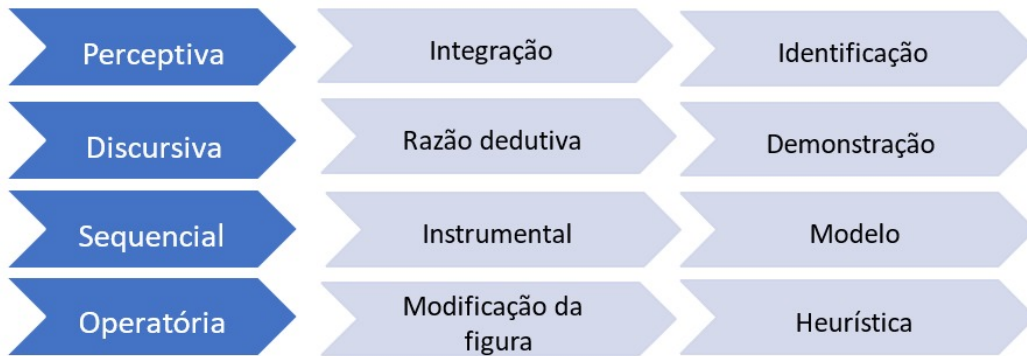 Perceptiva
Integração
Identificação
Discursiva
Razão dedutiva
Demonstração
Sequencial
Instrumental
Modelo
Operatória
Modificação da
figura
Heurística